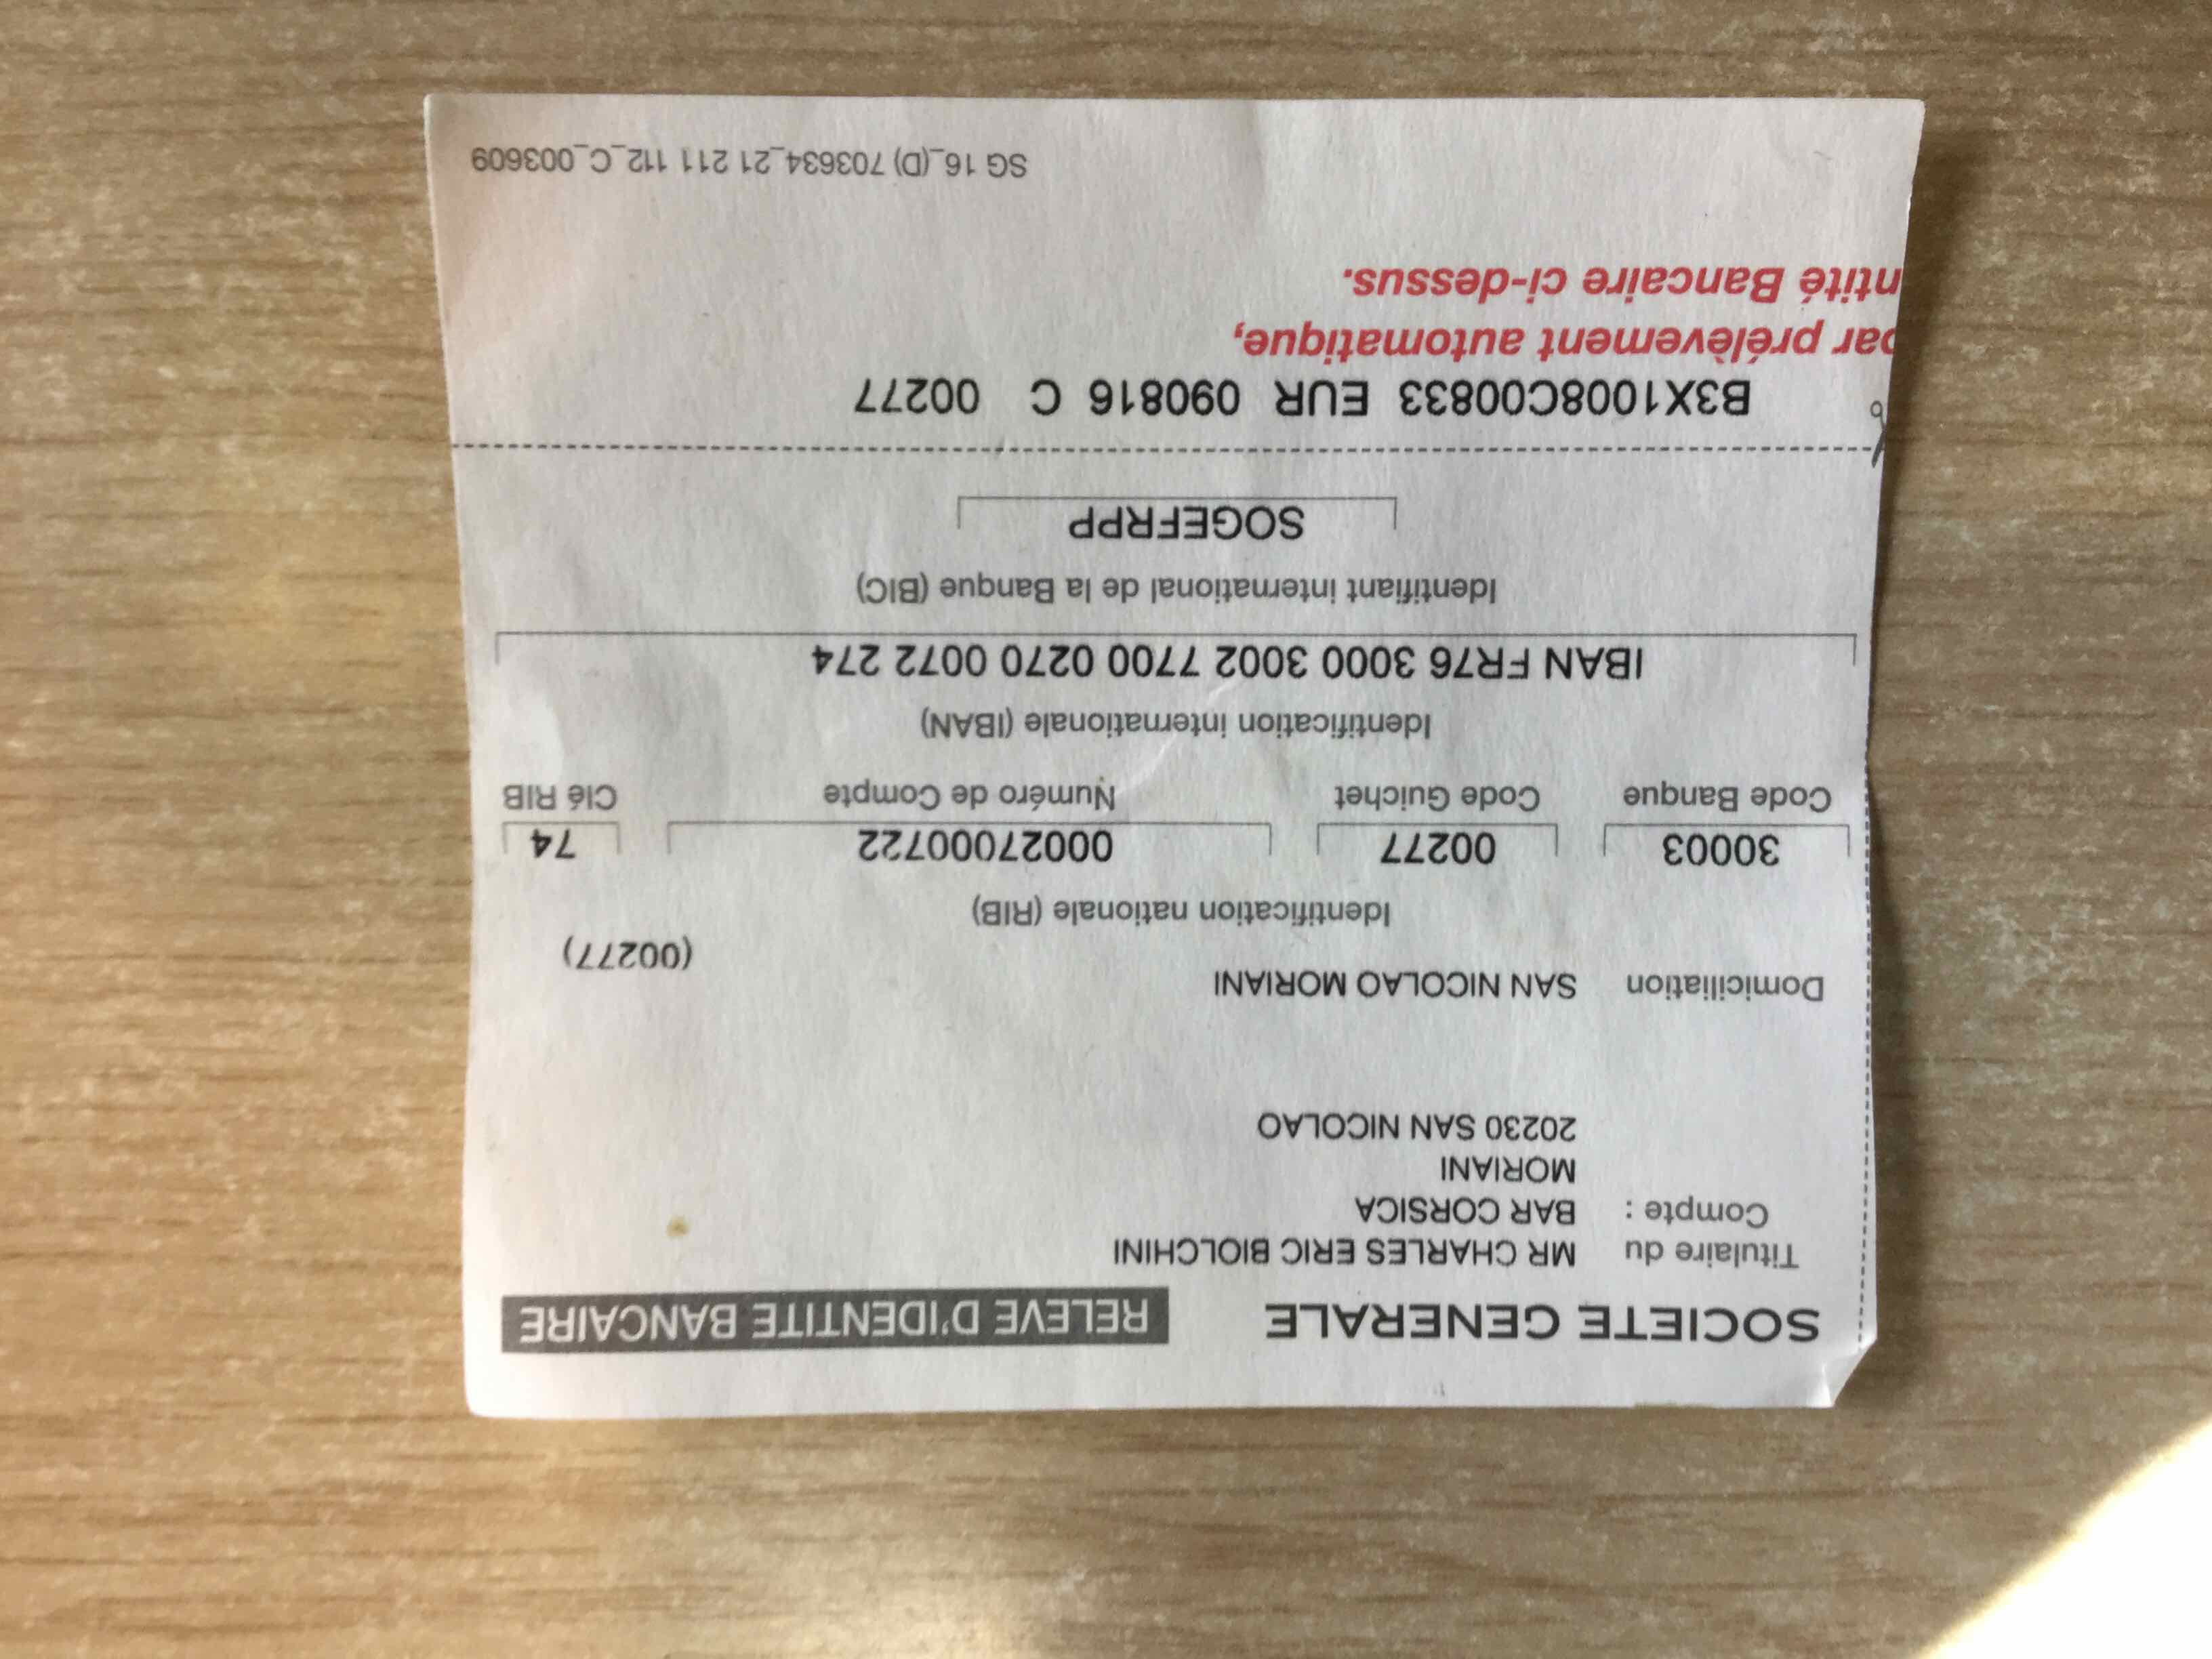 SOCIETE GENERALE RELEVE D'IDENTITE BANCAIRE
Titulaire du MR CHARLES ERIC BIOLCHINI
Compte : BAR CORSICA
MORIANI
20230 SAN NICOLAO
Domiciliation SAN NICOLAO MORIANI (00277)
Identification nationale (RIB)
30003 00277 00027000722 74
Code Banque Code Guichet Numéro de Compte Clé RIB
Identification internationale (IBAN)
IBAN FR76 3000 3002 7700 0270 0072 274
Identifiant international de la Banque (BIC)
SOGEFRPP
B3X1008C00833 EUR 090816 C 00277
par prélèvement automatique,
ntité Bancaire ci-dessus.
SG 16_(D) 703634_21 211 112_C_003609